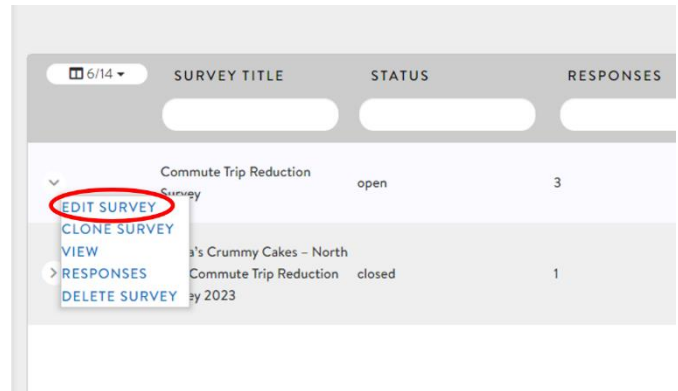 6/14 SURVEY TITLE STATUS RESPONSES
Commute Trip Reduction
Survey open 3
EDIT SURVEY
CLONE SURVEY
VIEW Crummy Cakes – North
RESPONSES Commute Trip Reduction closed 1
DELETE SURVEY 2023